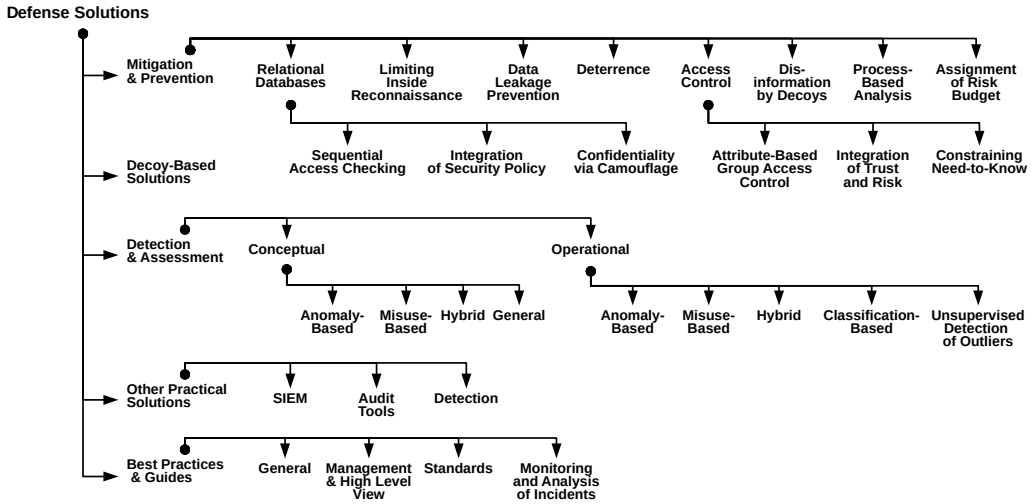 Defense Solutions
Mitigation
& Prevention
Relational
Databases
Limiting
Inside
Reconnaissance
Data
Leakage
Prevention
Deterrence
Access
Control
Dis-
information
by Decoys
Process-
Based
Analysis
Assignment
of Risk
Budget
Sequential
Access Checking
Integration
of Security Policy
Confidentiality
via Camouflage
Attribute-Based
Group Access
Control
Integration
of Trust
and Risk
Constraining
Need-to-Know
Decoy-Based
Solutions
Detection
& Assessment
Conceptual
Operational
Anomaly-
Based
Misuse-
Based
Hybrid
General
Anomaly-
Based
Misuse-
Based
Hybrid
Classification-
Based
Unsupervised
Detection
of Outliers
Other Practical
Solutions
SIEM
Audit
Tools
Detection
Best Practices
& Guides
General
Management
& High Level
View
Standards
Monitoring
and Analysis
of Incidents